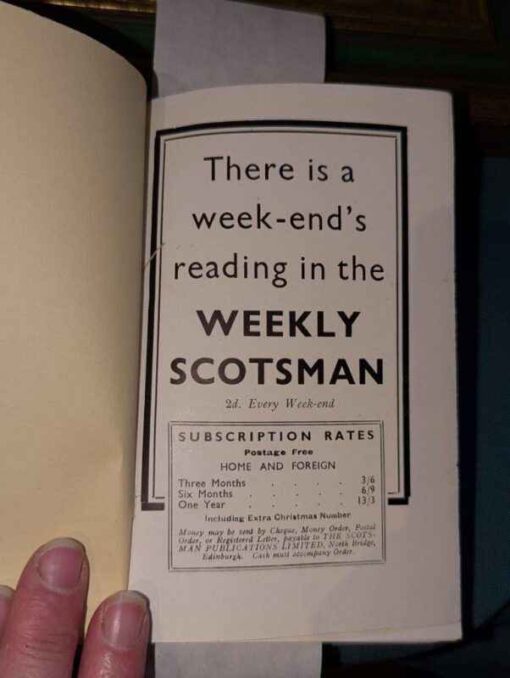 There is a
week-end's
reading in the
WEEKLY
SCOTSMAN
2d. Every Week-end
SUBSCRIPTION RATES
Postage Free
HOME AND FOREIGN
Three Months . . . . . 3/6
Six Months . . . . . 6/9
One Year . . . . . 13/3
Including Extra Christmas Number
Money may be sent by Cheque, Money Order, Postal
Order, or Registered Letter, payable to THE SCOTS-
MAN PUBLICATIONS LIMITED, North Bridge,
Edinburgh. Cash must accompany Order.